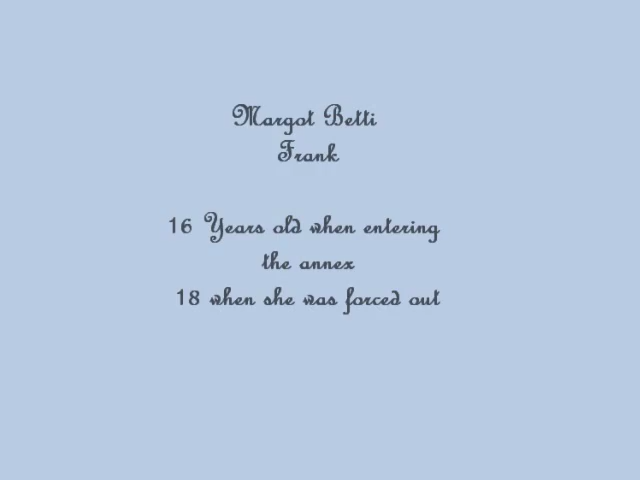 Margot Betti
Frank
16 Years old when entering
the annex
18 when she was forced out